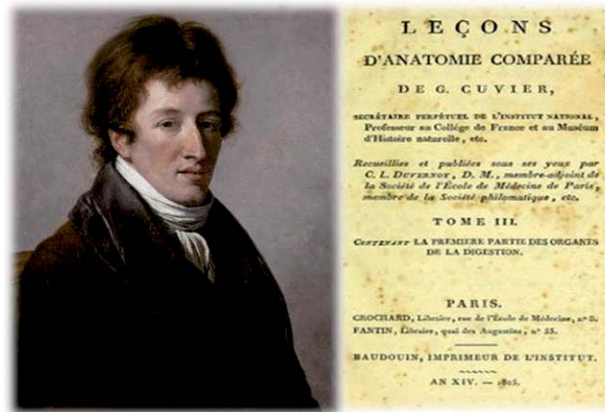 LEÇONS
D'ANATOMIE COMPARÉE
DE G. CUVIER,
SECRÉTAIRE PERPÉTUEL DE L'INSTITUT NATIONAL,
Professeur au Collège de France et au Muséum
d'Histoire naturelle, etc.
Recueillies et publiées sous ses yeux par
C. L. DUVERNOY, D. M., membre-adjoint de
la Société de l'École de Médecine de Paris,
membre de la Société philomatique, etc.
TOME III.
CONTENANT LA PREMIERE PARTIE DES ORGANES
DE LA DIGESTION.
PARIS.
CROCHARD, Libraire, rue de l'École de Médecine, n°
FANTIN, Libraire, quai des Augustins, n° 55.
BAUDOUIN, IMPRIMEUR DE L'INSTITUT.
AN XIV. — 1805.